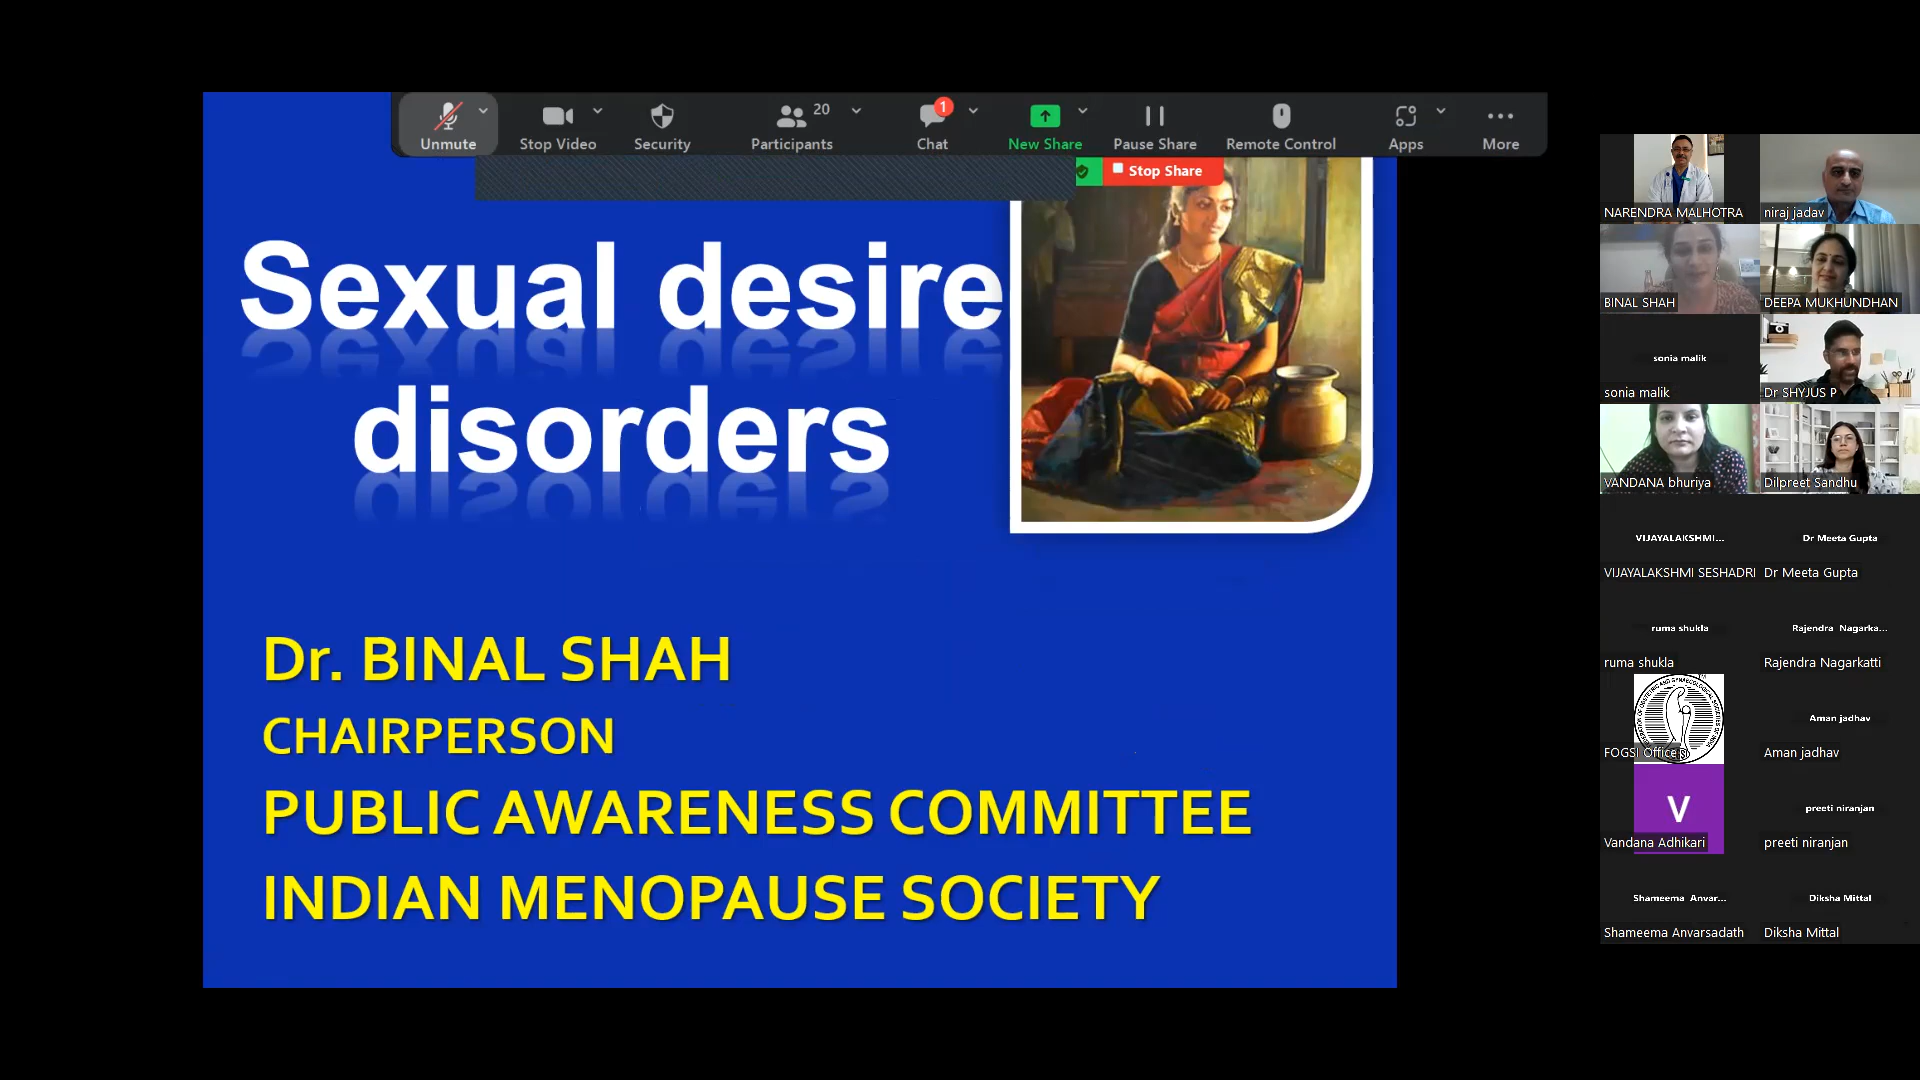 Unmute
Stop Video
Security
Participants
20
Chat
1
New Share
Pause Share
Remote Control
Apps
More
Stop Share
Sexual desire
disorders
Dr. BINAL SHAH
CHAIRPERSON
PUBLIC AWARENESS COMMITTEE
INDIAN MENOPAUSE SOCIETY
NARENDRA MALHOTRA
niraj jadav
BINAL SHAH
DEEPA MUKHUNDHAN
sonia malik
sonia malik
Dr SHYJUS P
VANDANA bhuriya
Dilpreet Sandhu
VIJAYALAKSHMI...
VIJAYALAKSHMI SESHADRI
Dr Meeta Gupta
Dr Meeta Gupta
ruma shukla
ruma shukla
Rajendra Nagarka...
Rajendra Nagarkatti
FOGSI Office
Aman jadhav
Aman jadhav
V
Vandana Adhikari
preeti niranjan
preeti niranjan
Shameema Anvar...
Shameema Anvarsadath
Diksha Mittal
Diksha Mittal